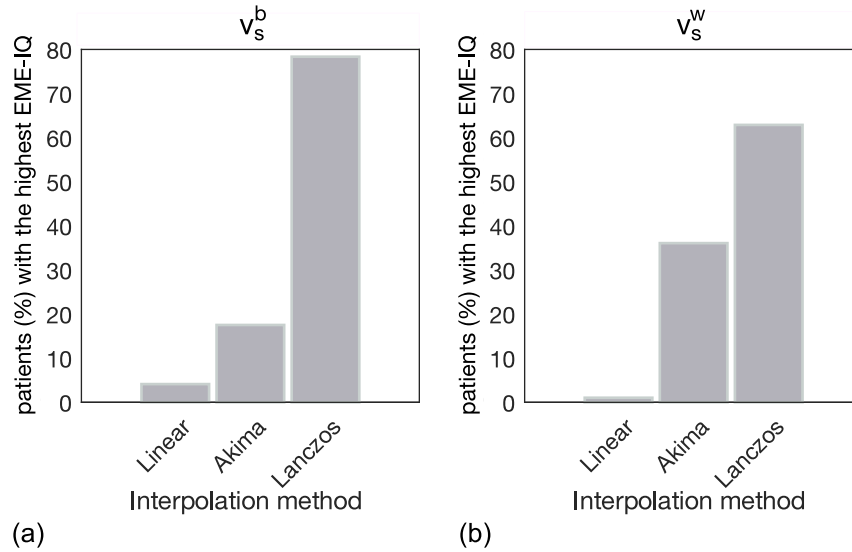 v_s^b
patients (%) with the highest EME-IQ
80
70
60
50
40
30
20
10
0
Linear
Akima
Lanczos
Interpolation method
(a)
v_s^w
patients (%) with the highest EME-IQ
80
70
60
50
40
30
20
10
0
Linear
Akima
Lanczos
Interpolation method
(b)